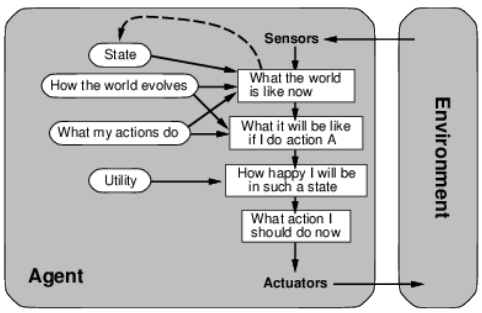 Sensors
State
What the world
is like now
How the world evolves
What my actions do
What it will be like
if I do action A
Utility
How happy I will be
in such a state
What action I
should do now
Agent
Actuators
Environment